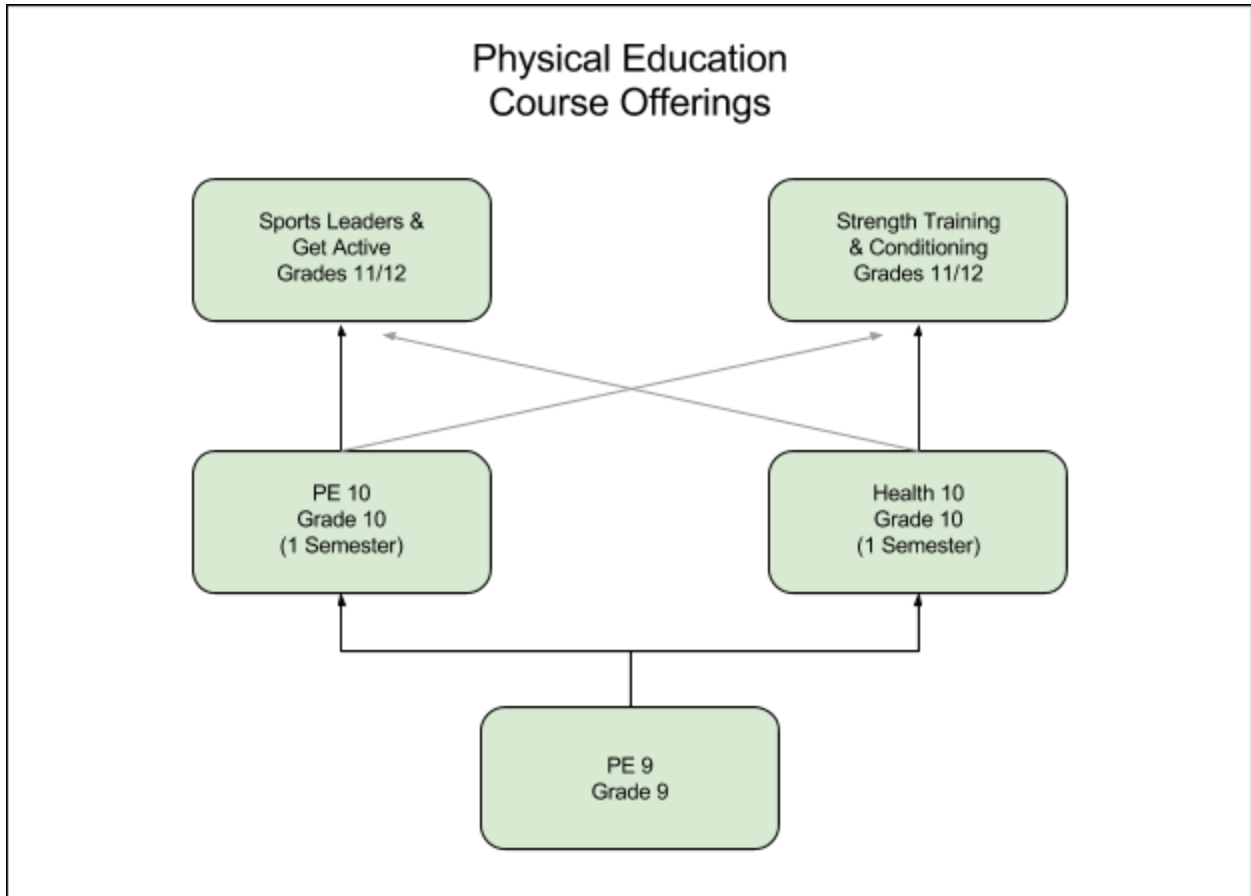 Physical Education
Course Offerings
Sports Leaders &
Get Active
Grades 11/12
Strength Training
& Conditioning
Grades 11/12
PE 10
Grade 10
(1 Semester)
Health 10
Grade 10
(1 Semester)
PE 9
Grade 9